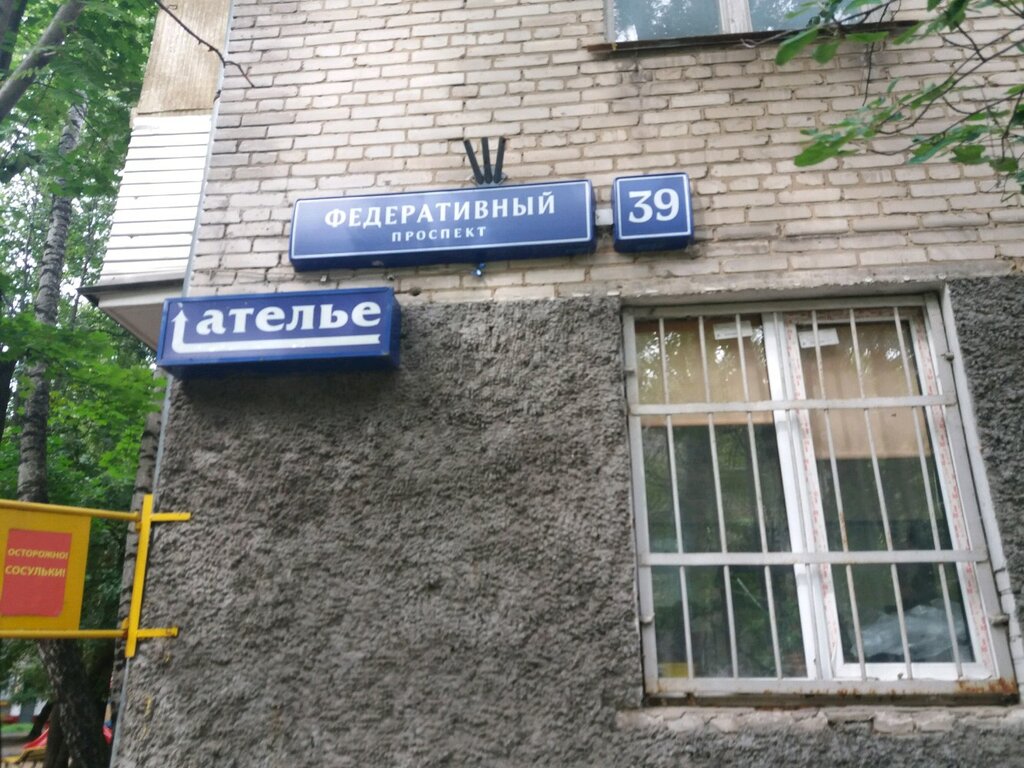 ФЕДЕРАТИВНЫЙ
ПРОСПЕКТ
39
ателье
ОСТОРОЖНО!
СОСУЛЬКИ!